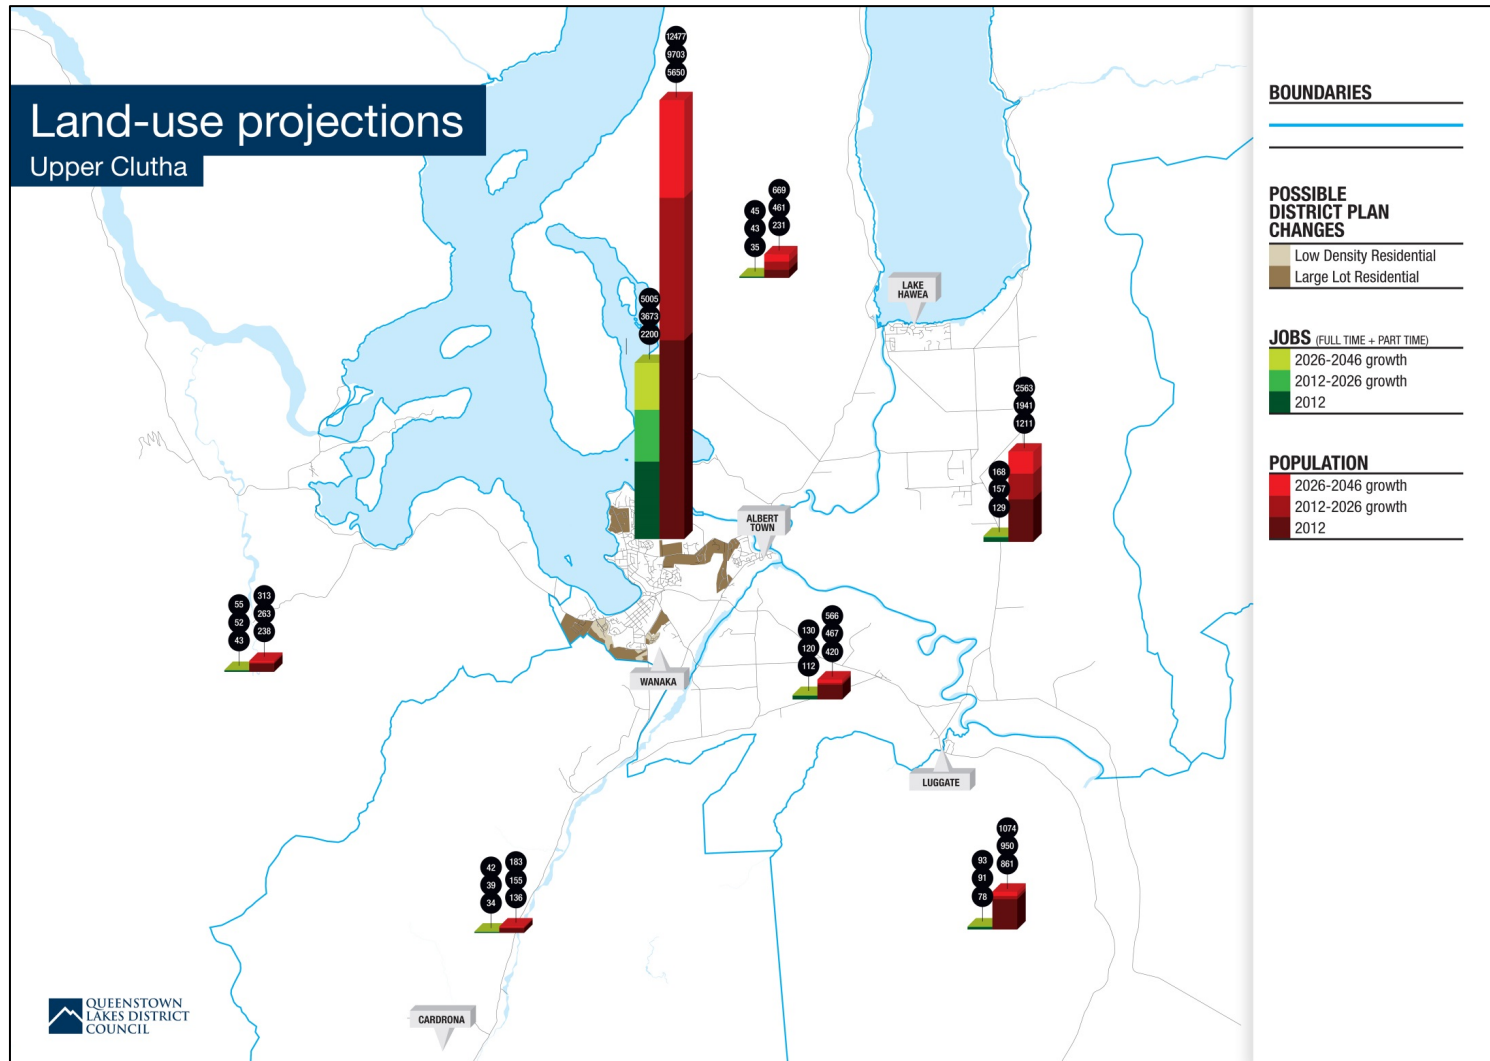 Land-use projections
Upper Clutha
12477
9703
5650
5005
3673
2200
45
43
35
669
461
231
LAKE
HAWEA
2563
1941
1211
168
157
129
ALBERT
TOWN
55
52
43
313
263
238
130
120
112
566
467
420
WANAKA
LUGGATE
42
39
34
183
155
136
93
91
78
1074
950
861
CARDRONA
QUEENSTOWN
LAKES DISTRICT
COUNCIL
BOUNDARIES
POSSIBLE
DISTRICT PLAN
CHANGES
Low Density Residential
Large Lot Residential
JOBS (FULL TIME + PART TIME)
2026-2046 growth
2012-2026 growth
2012
POPULATION
2026-2046 growth
2012-2026 growth
2012